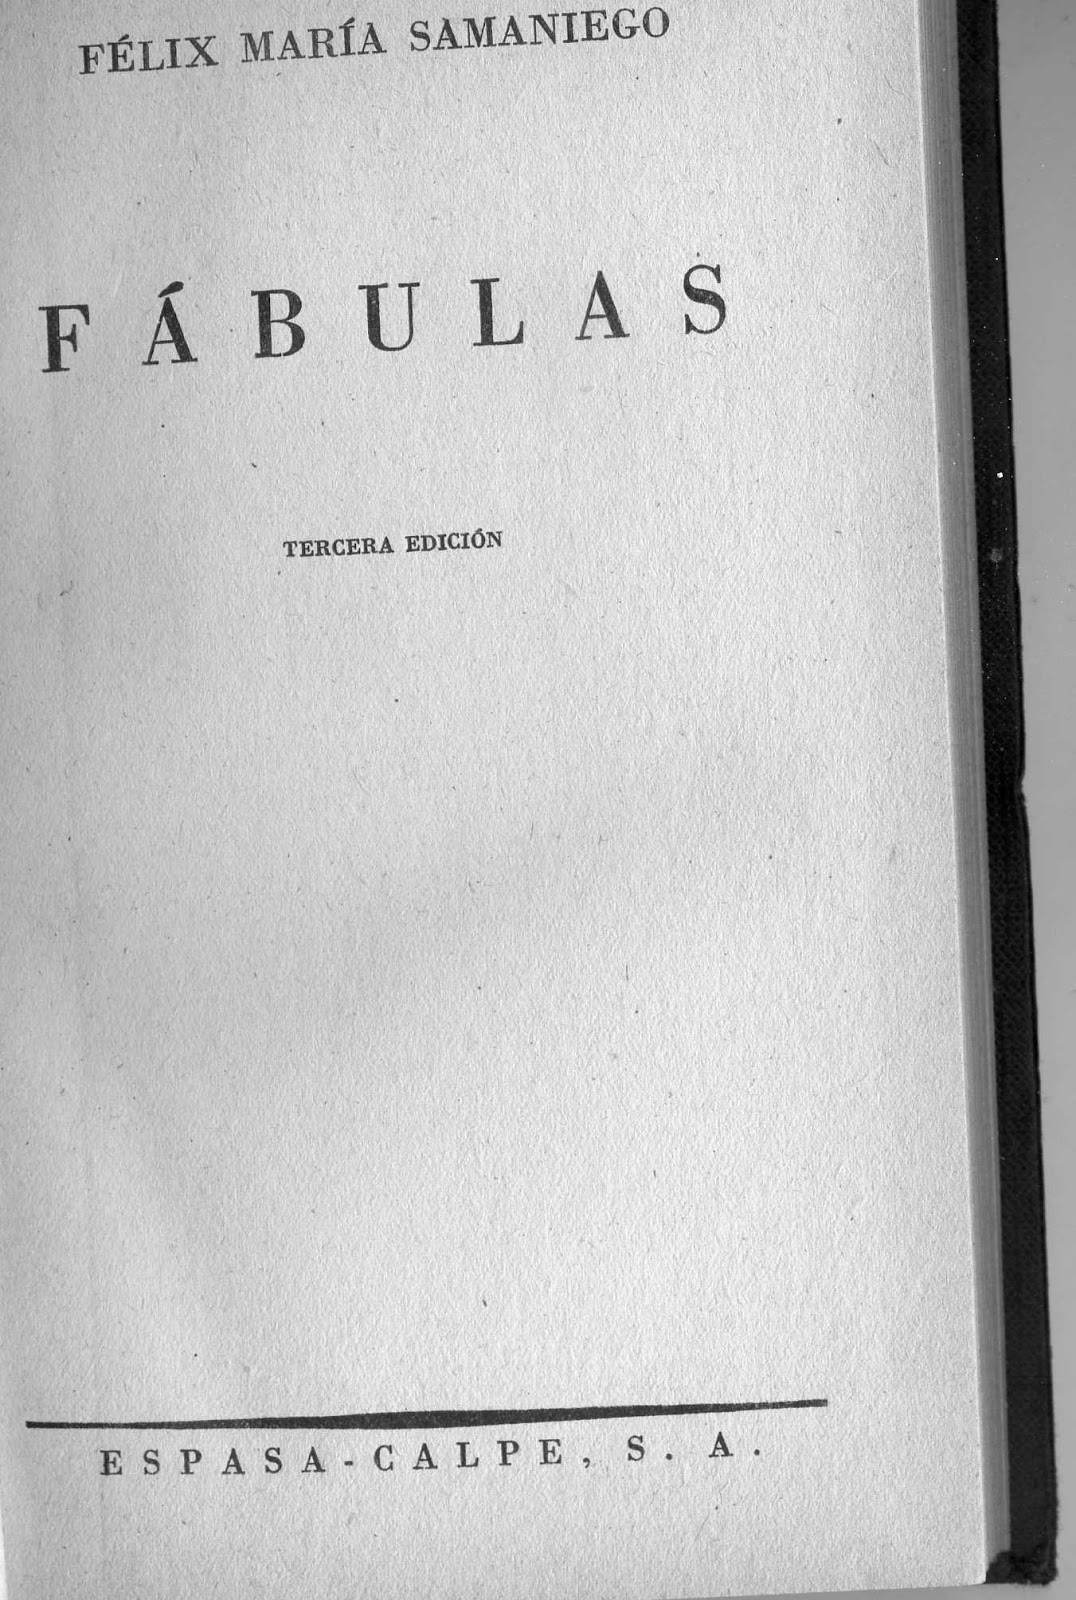 FÉLIX MARÍA SAMANIEGO
FÁBULAS
TERCERA EDICIÓN
ESPASA-CALPE, S. A.